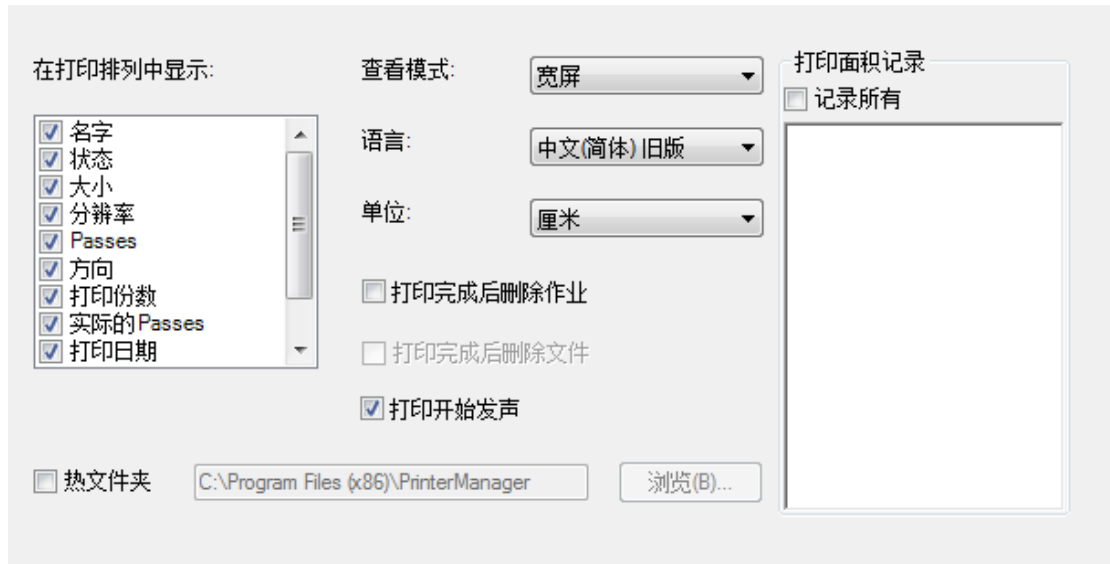 在打印排列中显示:
名字
状态
大小
分辨率
Passes
方向
打印份数
实际的Passes
打印日期
查看模式:
宽屏
语言:
中文(简体) 旧版
单位:
厘米
打印完成后删除作业
打印完成后删除文件
打印开始发声
热文件夹
C:\Program Files (x86)\PrinterManager
浏览(B)...
打印面积记录
记录所有